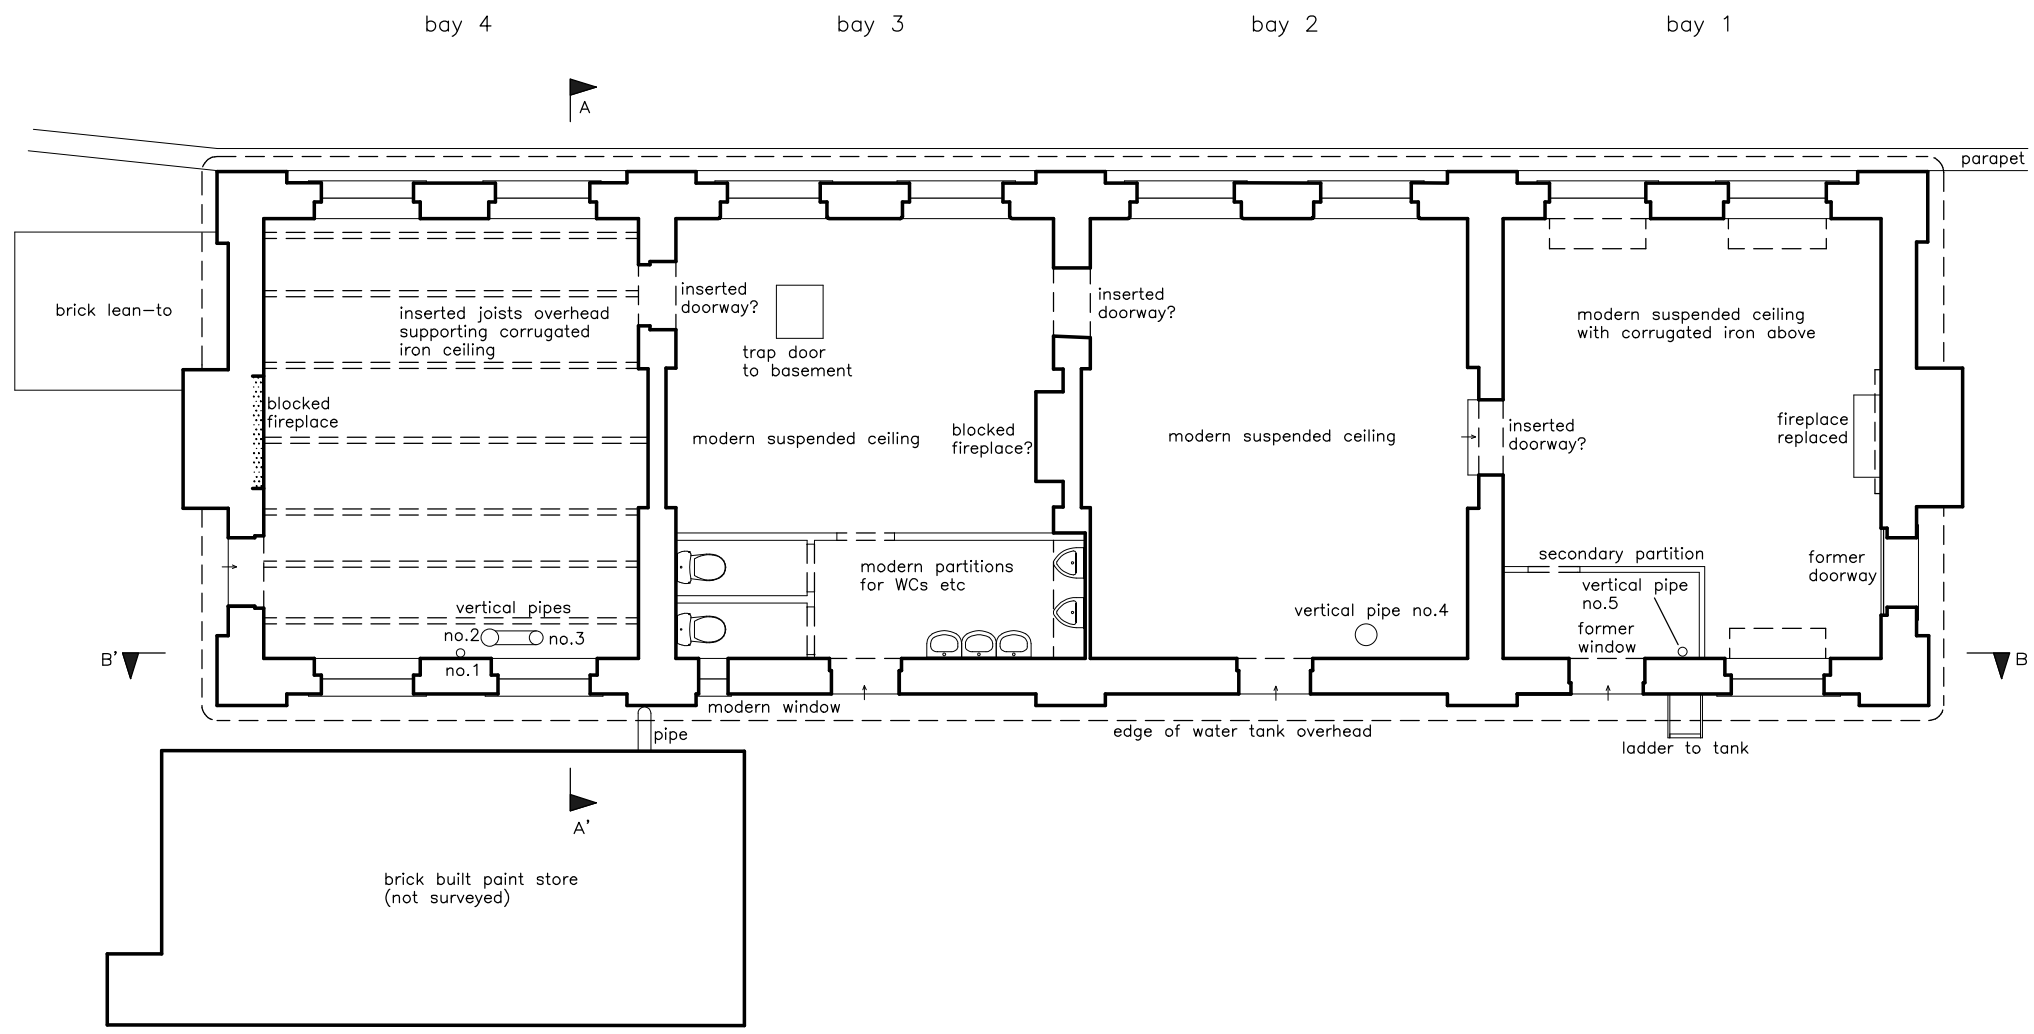 bay 4
bay 3
bay 2
bay 1
A
parapet
brick lean-to
inserted joists overhead
supporting corrugated
iron ceiling
inserted
doorway?
trap door
to basement
inserted
doorway?
modern suspended ceiling
with corrugated iron above
blocked
fireplace
modern suspended ceiling
blocked
fireplace?
modern suspended ceiling
inserted
doorway?
fireplace
replaced
modern partitions
for WCs etc
secondary partition
former
doorway
vertical pipe
no.5
former
window
vertical pipes
no.2
no.3
no.1
vertical pipe no.4
B'
B
modern window
pipe
edge of water tank overhead
ladder to tank
A'
brick built paint store
(not surveyed)